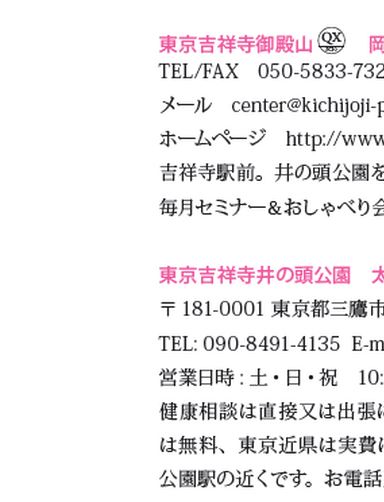 東京吉祥寺御殿山 QX 岡
TEL/FAX 050-5833-732
メール center@kichijoji-p
ホームページ http://www
吉祥寺駅前。井の頭公園を
毎月セミナー&おしゃべり会
東京吉祥寺井の頭公園 太
〒181-0001 東京都三鷹市
TEL: 090-8491-4135 E-m
営業日時:土・日・祝 10:
健康相談は直接又は出張に
は無料、東京近県は実費に
公園駅の近くです。お電話